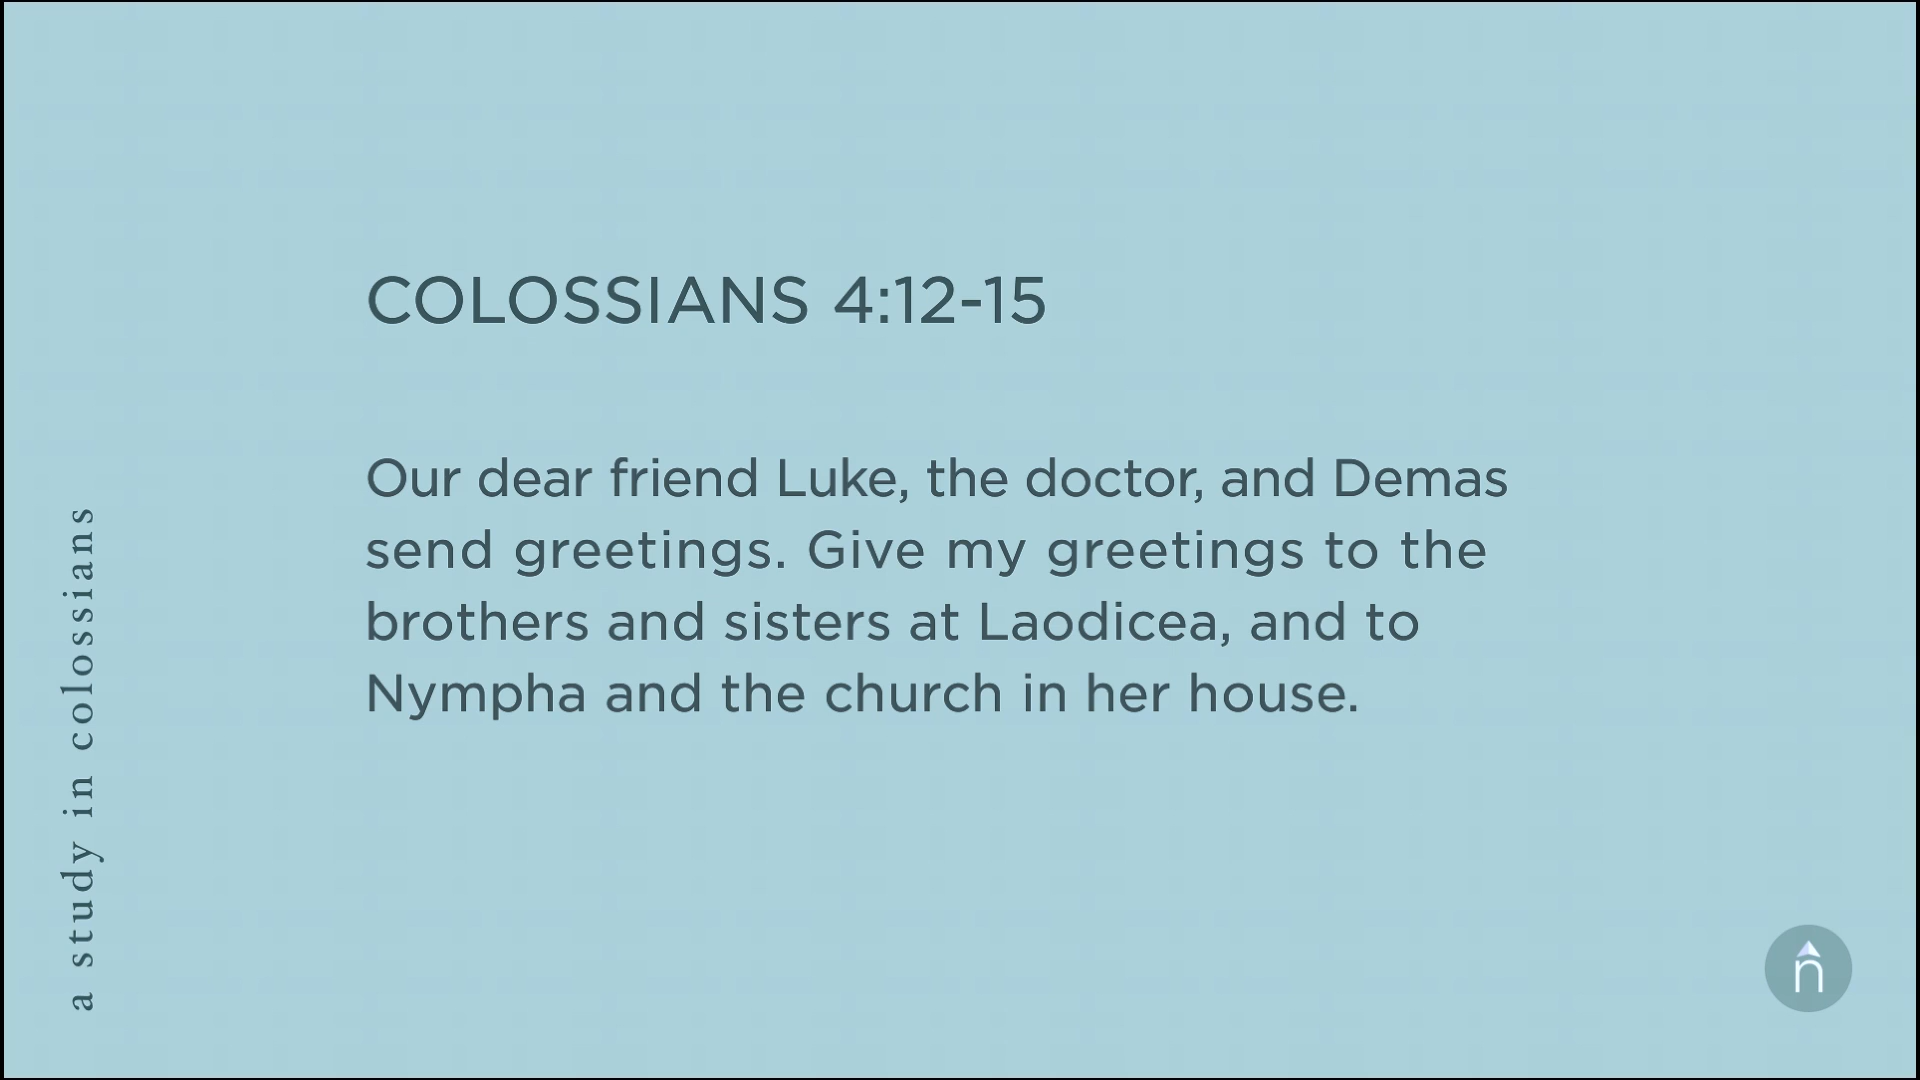 COLOSSIANS 4:12-15
Our dear friend Luke, the doctor, and Demas
send greetings. Give my greetings to the
brothers and sisters at Laodicea, and to
Nympha and the church in her house.
a study in colossians
n